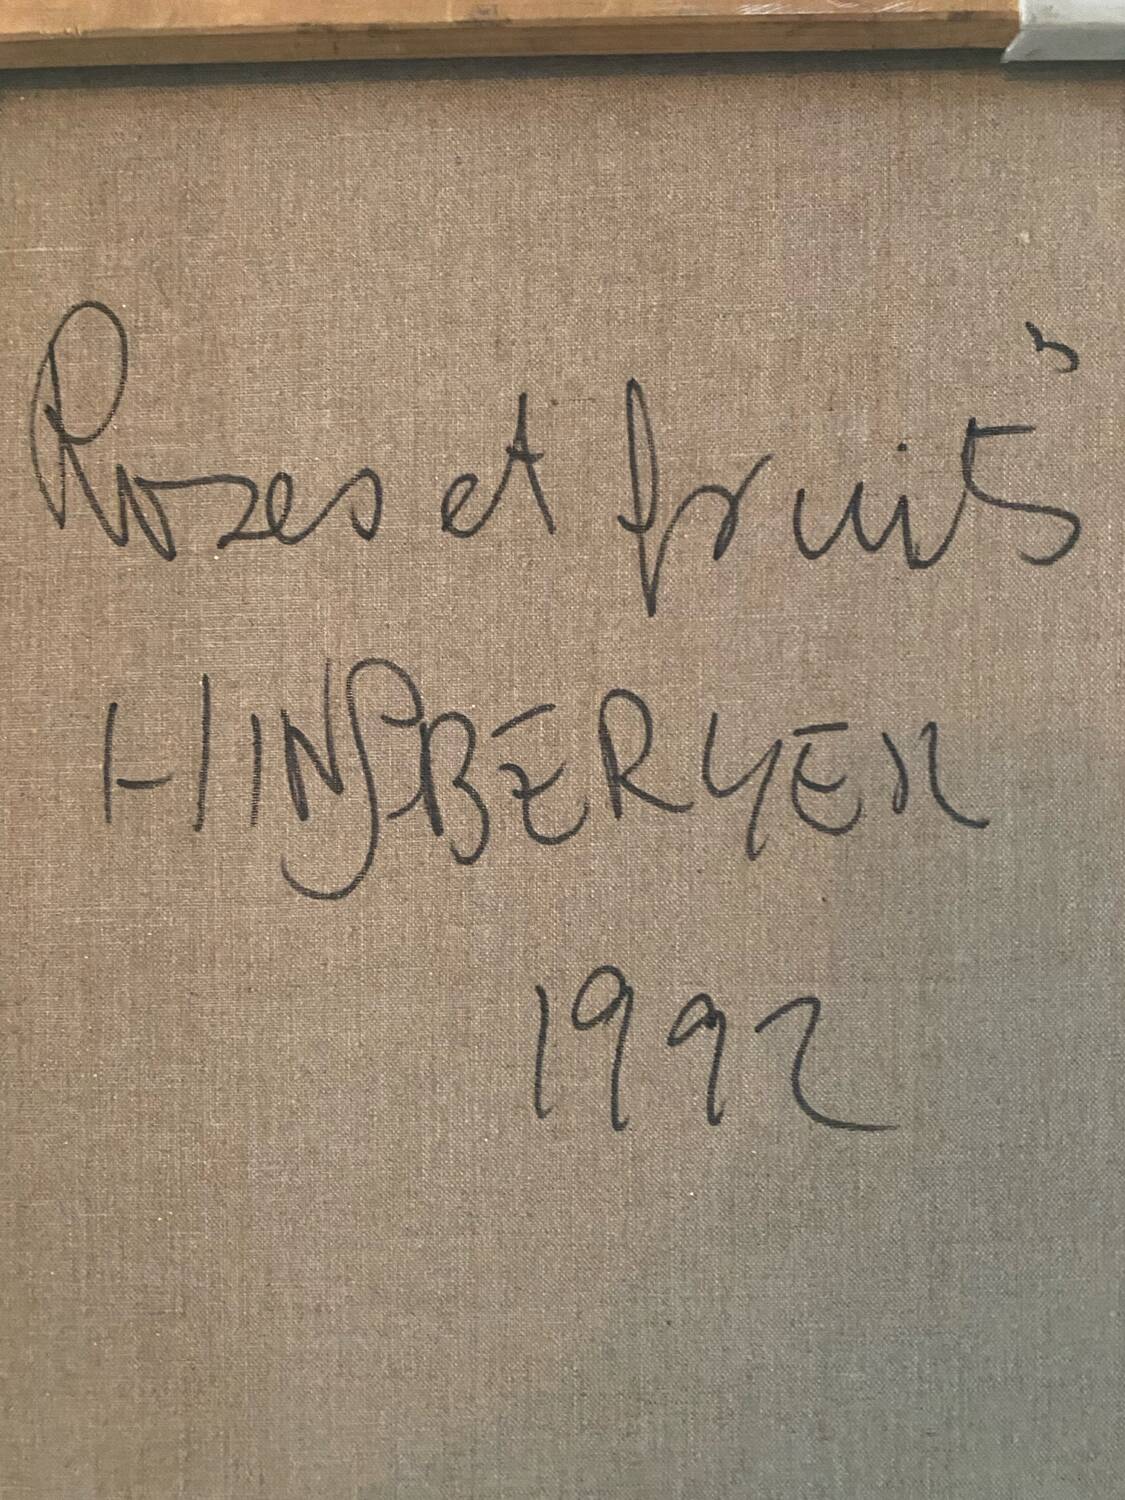 Roses et fruits
HINSBERGER
1992